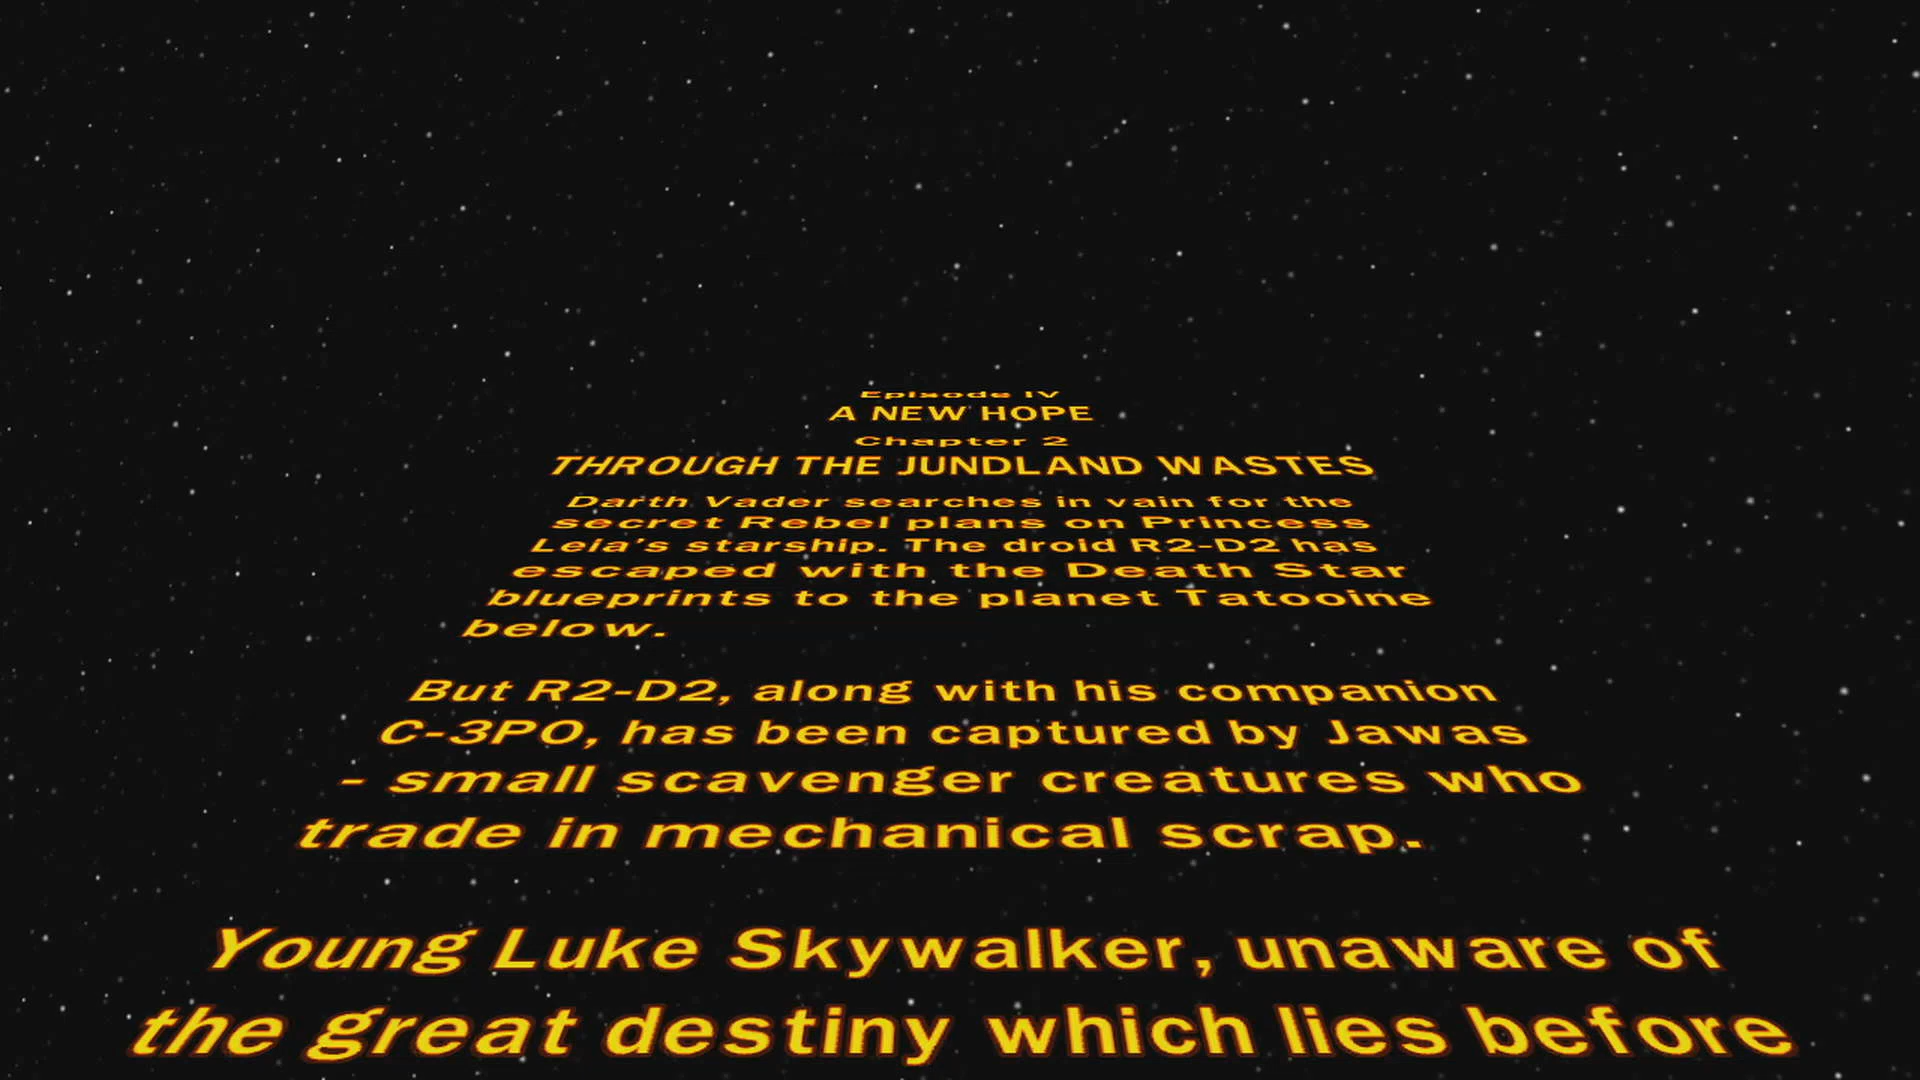 Episode IV
A NEW HOPE
Chapter 2
THROUGH THE JUNDLAND WASTES
Darth Vader searches in vain for the
secret Rebel plans on Princess
Leia's starship. The droid R2-D2 has
escaped with the Death Star
blueprints to the planet Tatooine
below.
But R2-D2, along with his companion
C-3PO, has been captured by Jawas
- small scavenger creatures who
trade in mechanical scrap.
Young Luke Skywalker, unaware of
the great destiny which lies before